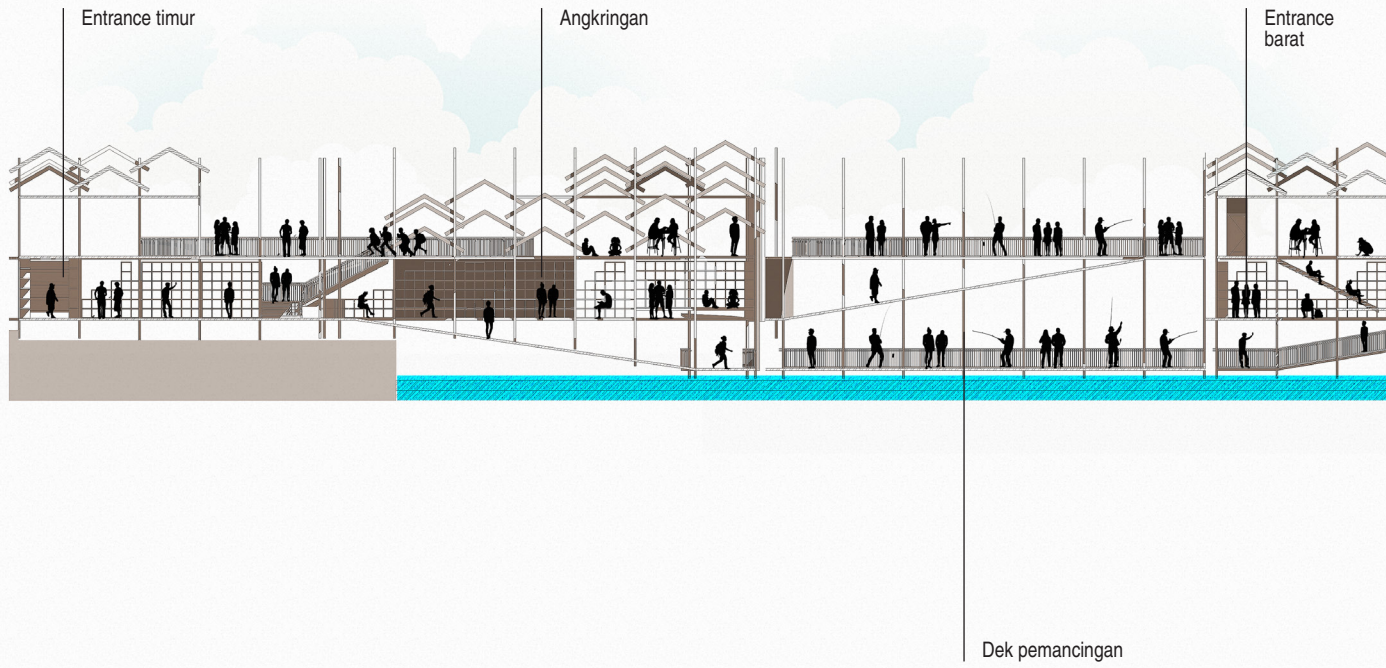 Entrance timur
Angkringan
Entrance
barat
Dek pemancingan